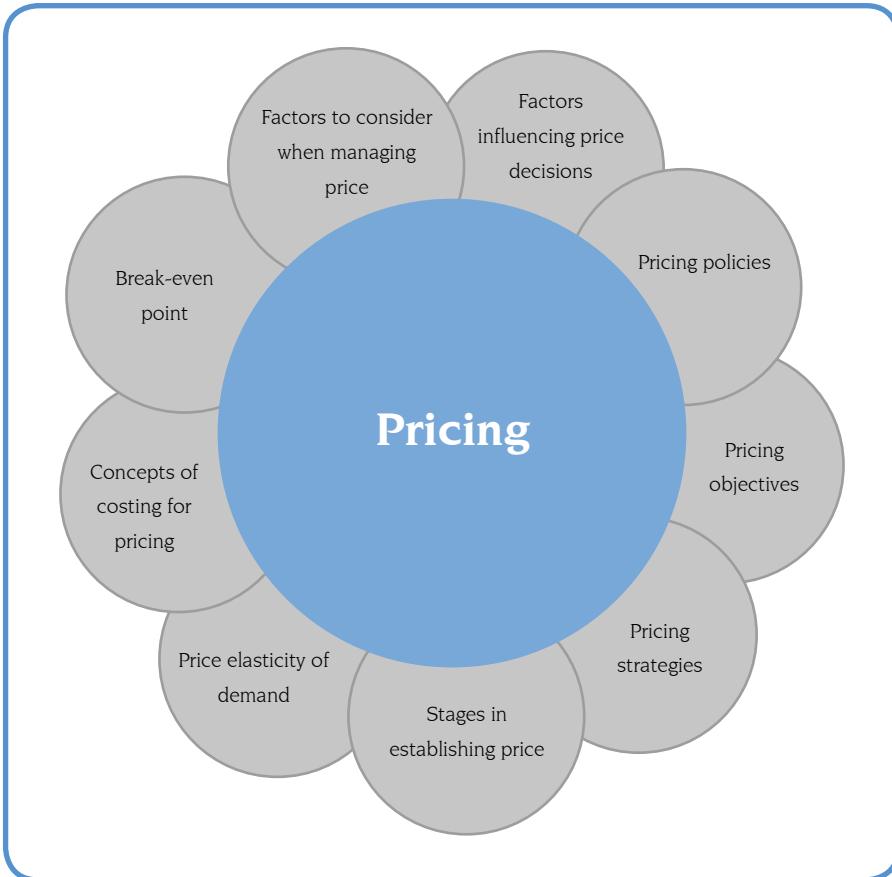 Factors to consider
when managing
price
Factors
influencing price
decisions
Pricing policies
Pricing
objectives
Pricing
strategies
Stages in
establishing price
Price elasticity of
demand
Concepts of
costing for
pricing
Break-even
point
Pricing